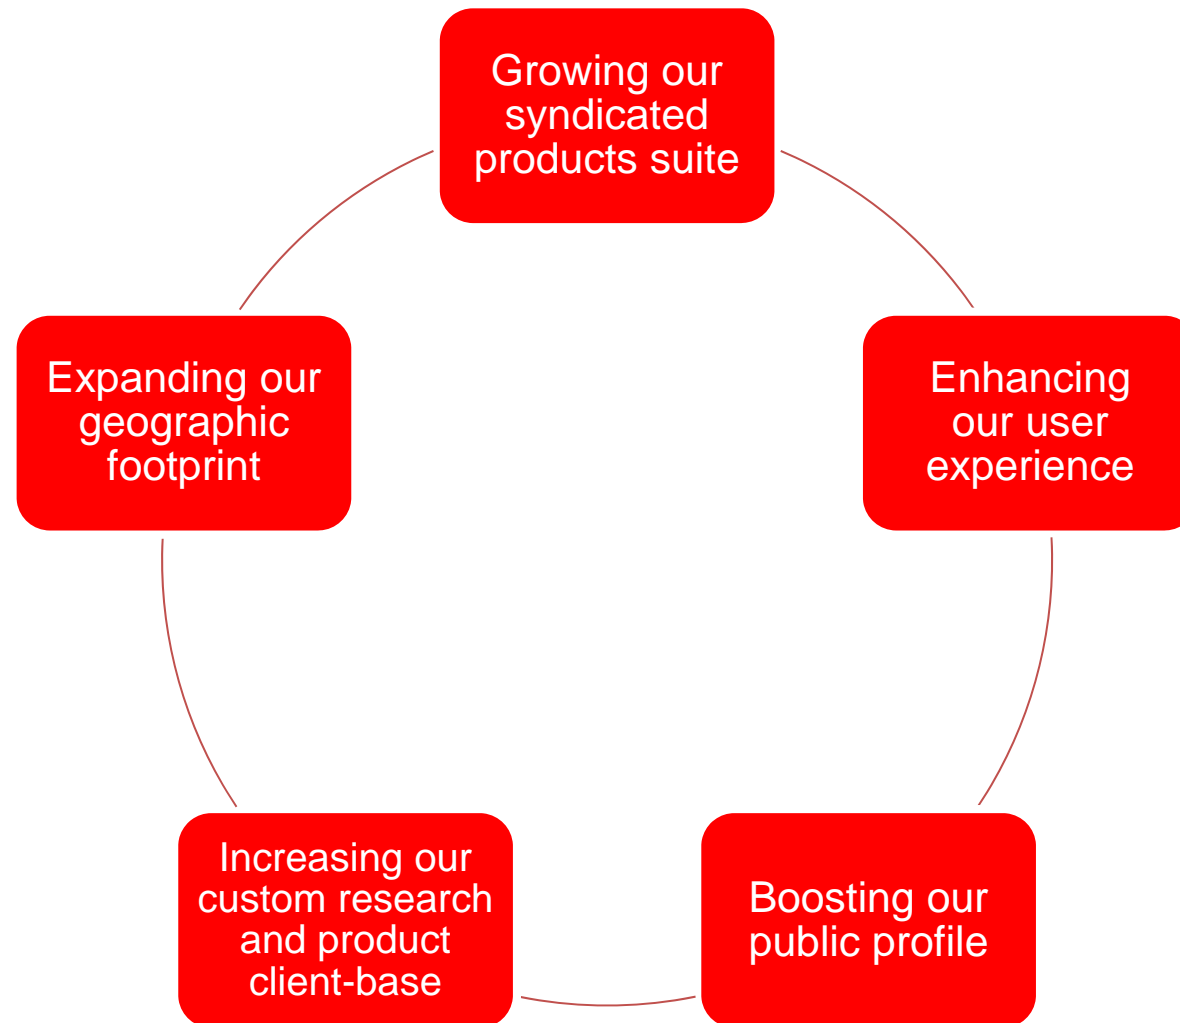 Growing our
syndicated
products suite
Enhancing
our user
experience
Boosting our
public profile
Increasing our
custom research
and product
client-base
Expanding our
geographic
footprint